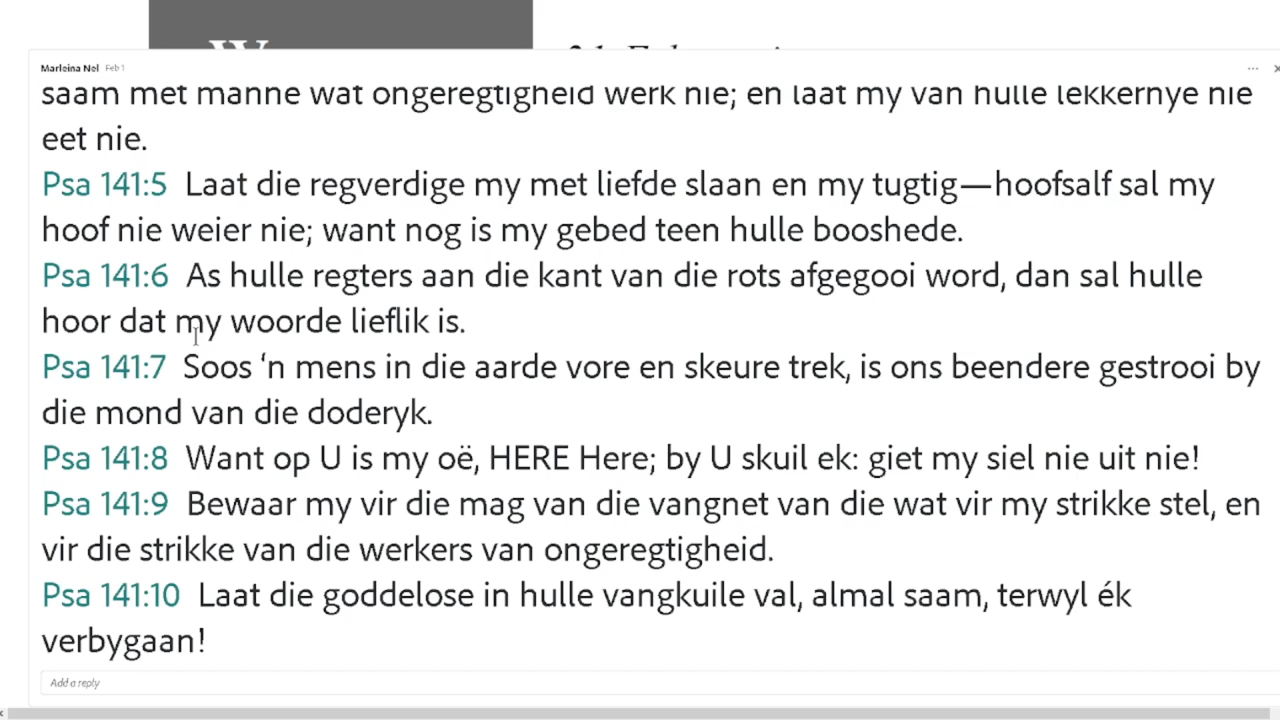 Marleina Nel Feb 1
saam met manne wat ongeregtigheid werk nie; en laat my van hulle lekkernye nie
eet nie.
Psa 141:5 Laat die regverdige my met liefde slaan en my tugtig—hoofsalf sal my
hoof nie weier nie; want nog is my gebed teen hulle booshede.
Psa 141:6 As hulle regters aan die kant van die rots afgegooi word, dan sal hulle
hoor dat my woorde lieflik is.
Psa 141:7 Soos ‘n mens in die aarde vore en skeure trek, is ons beendere gestrooi by
die mond van die doderyk.
Psa 141:8 Want op U is my oë, HERE Here; by U skuil ek: giet my siel nie uit nie!
Psa 141:9 Bewaar my vir die mag van die vangnet van die wat vir my strikke stel, en
vir die strikke van die werkers van ongeregtigheid.
Psa 141:10 Laat die goddelose in hulle vangkuile val, almal saam, terwyl ék
verbygaan!
Add a reply